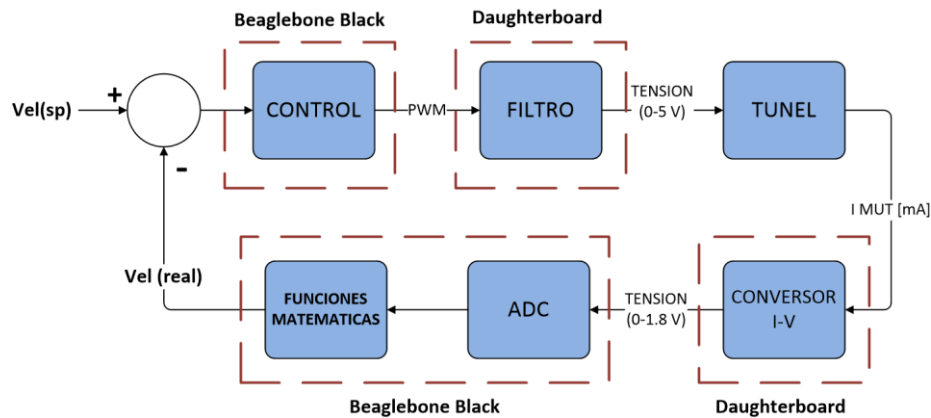 Beaglebone Black
Daughterboard
Vel(sp)
+
-
CONTROL
PWM
FILTRO
TENSION
(0-5 V)
TUNEL
I MUT [mA]
Vel (real)
FUNCIONES
MATEMATICAS
ADC
TENSION
(0-1.8 V)
CONVERSOR
I-V
Beaglebone Black
Daughterboard